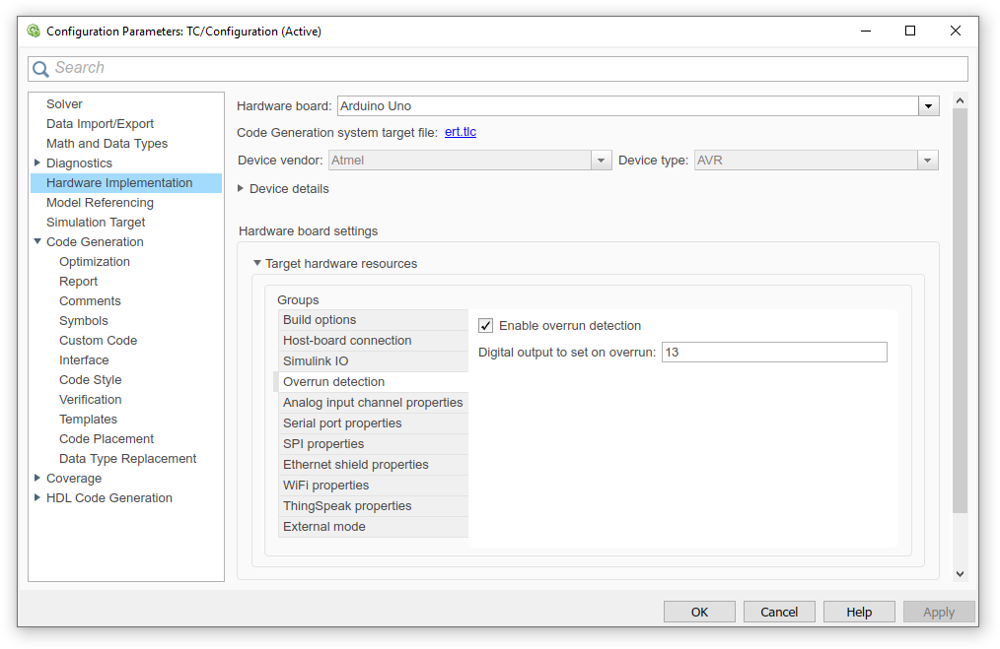 Configuration Parameters: TC/Configuration (Active)
Search
Solver
Data Import/Export
Math and Data Types
Diagnostics
Hardware Implementation
Model Referencing
Simulation Target
Code Generation
Optimization
Report
Comments
Symbols
Custom Code
Interface
Code Style
Verification
Templates
Code Placement
Data Type Replacement
Coverage
HDL Code Generation
Hardware board: Arduino Uno
Code Generation system target file: ert.tlc
Device vendor: Atmel Device type: AVR
Device details
Hardware board settings
Target hardware resources
Groups
Build options
Host-board connection
Simulink IO
Overrun detection
Analog input channel properties
Serial port properties
SPI properties
Ethernet shield properties
WiFi properties
ThingSpeak properties
External mode
Enable overrun detection
Digital output to set on overrun: 13
OK Cancel Help Apply